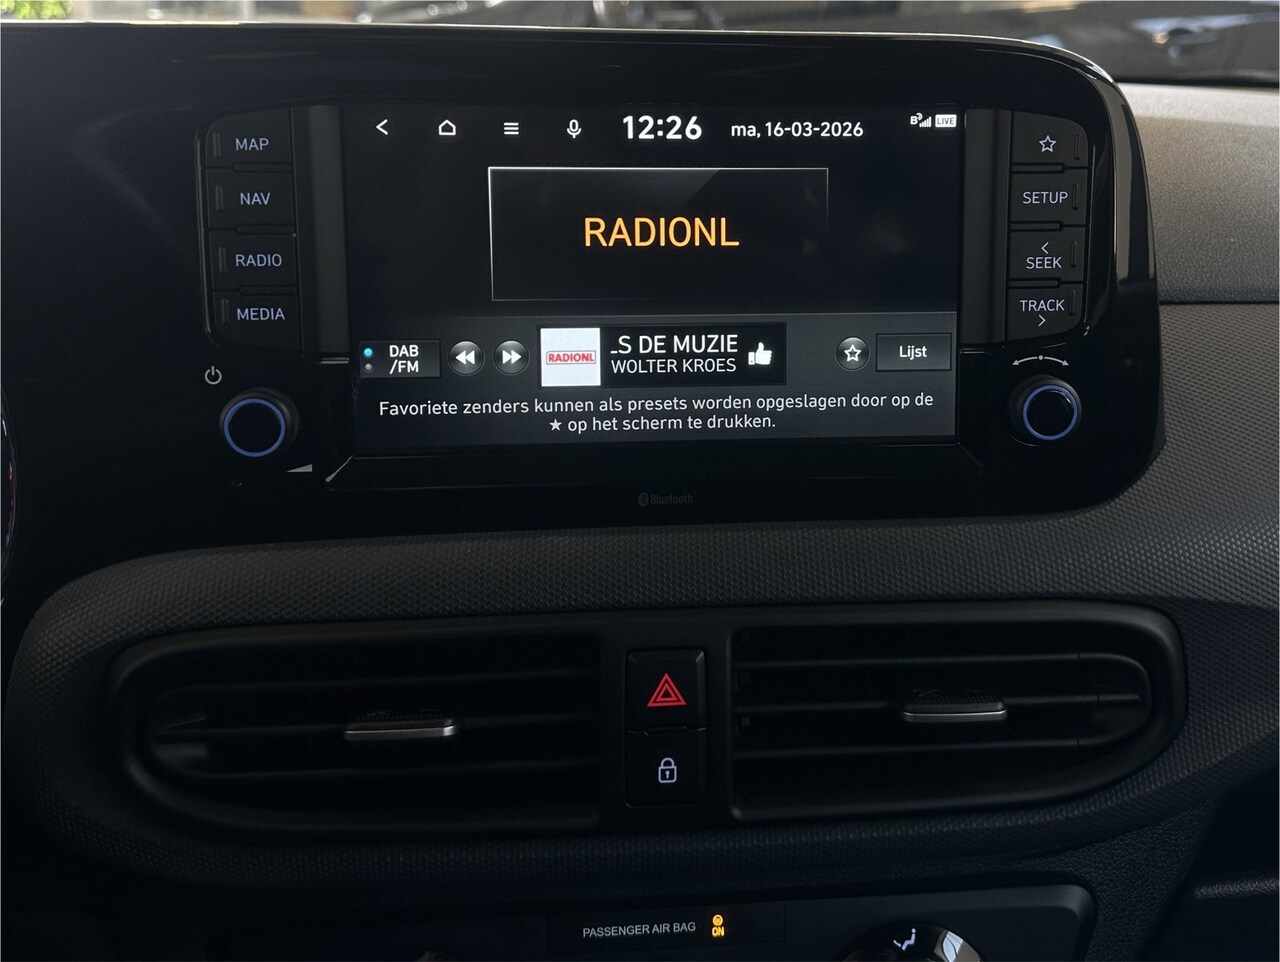 12:26 ma, 16-03-2026 LIVE
MAP
NAV
RADIO
MEDIA
RADIONL
SETUP
SEEK
TRACK
DAB
/FM
RADIONL
S DE MUZIE
WOLTER KROES
Lijst
Favoriete zenders kunnen als presets worden opgeslagen door op de
★ op het scherm te drukken.
Bluetooth
PASSENGER AIR BAG ON